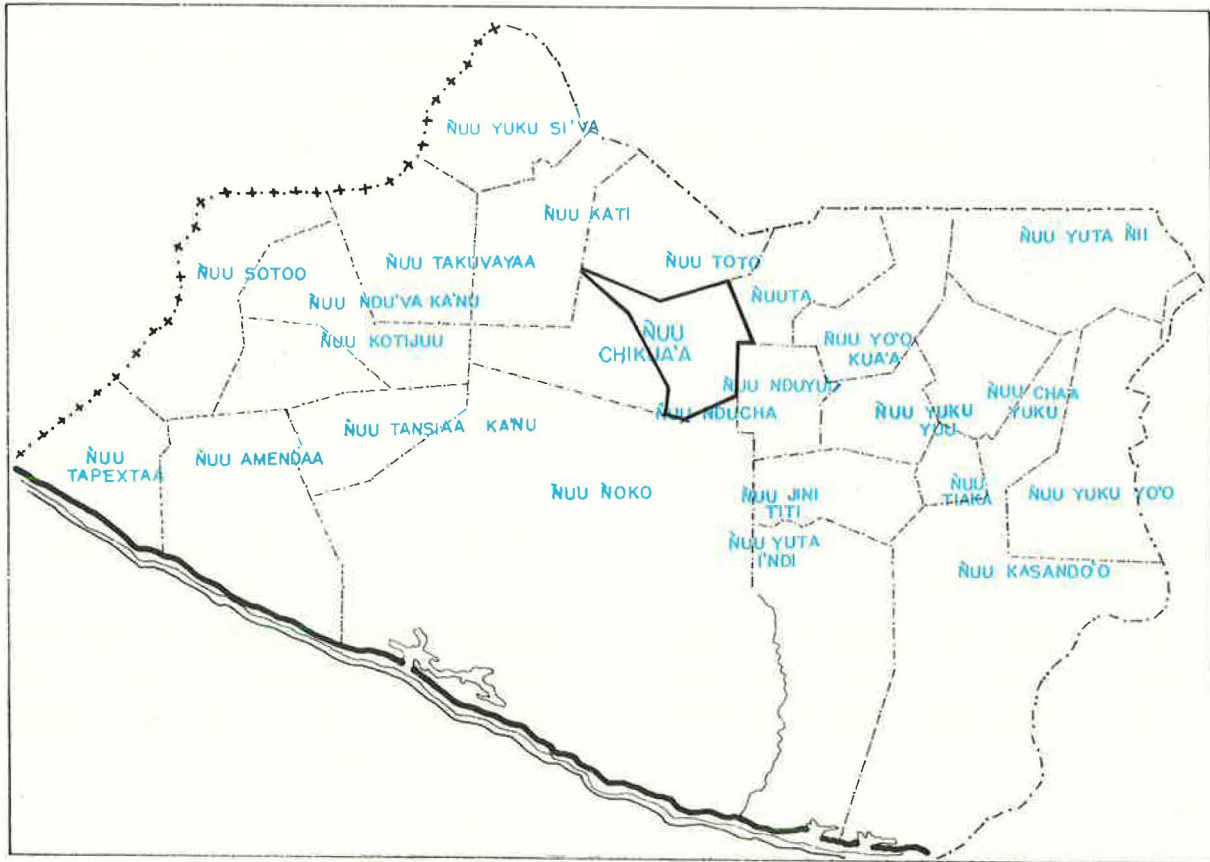 ÑUU YUKU SI'VA
ÑUU KATI
ÑUU YUTA ÑII
ÑUU TAKUVAYAA
ÑUU TOTO
ÑUU SOTOO
ÑUUTA
ÑUU NDU'VA KA'NU
ÑUU KOTIJUU
ÑUU
CHIKUA'A
ÑUU YO'O
KUA'A
ÑUU NDUYUU
ÑUU CHAA
YUKU
ÑUU NDUCHA
ÑUU YUKU
YUU
ÑUU TANSIAA KA'NU
ÑUU
TAPEXTAA
ÑUU AMENDAA
ÑUU ÑOKO
ÑUU JINI
TITI
ÑUU
TIAKA
ÑUU YUKU YO'O
ÑUU YUTA
I'NDI
ÑUU KASANDO'O